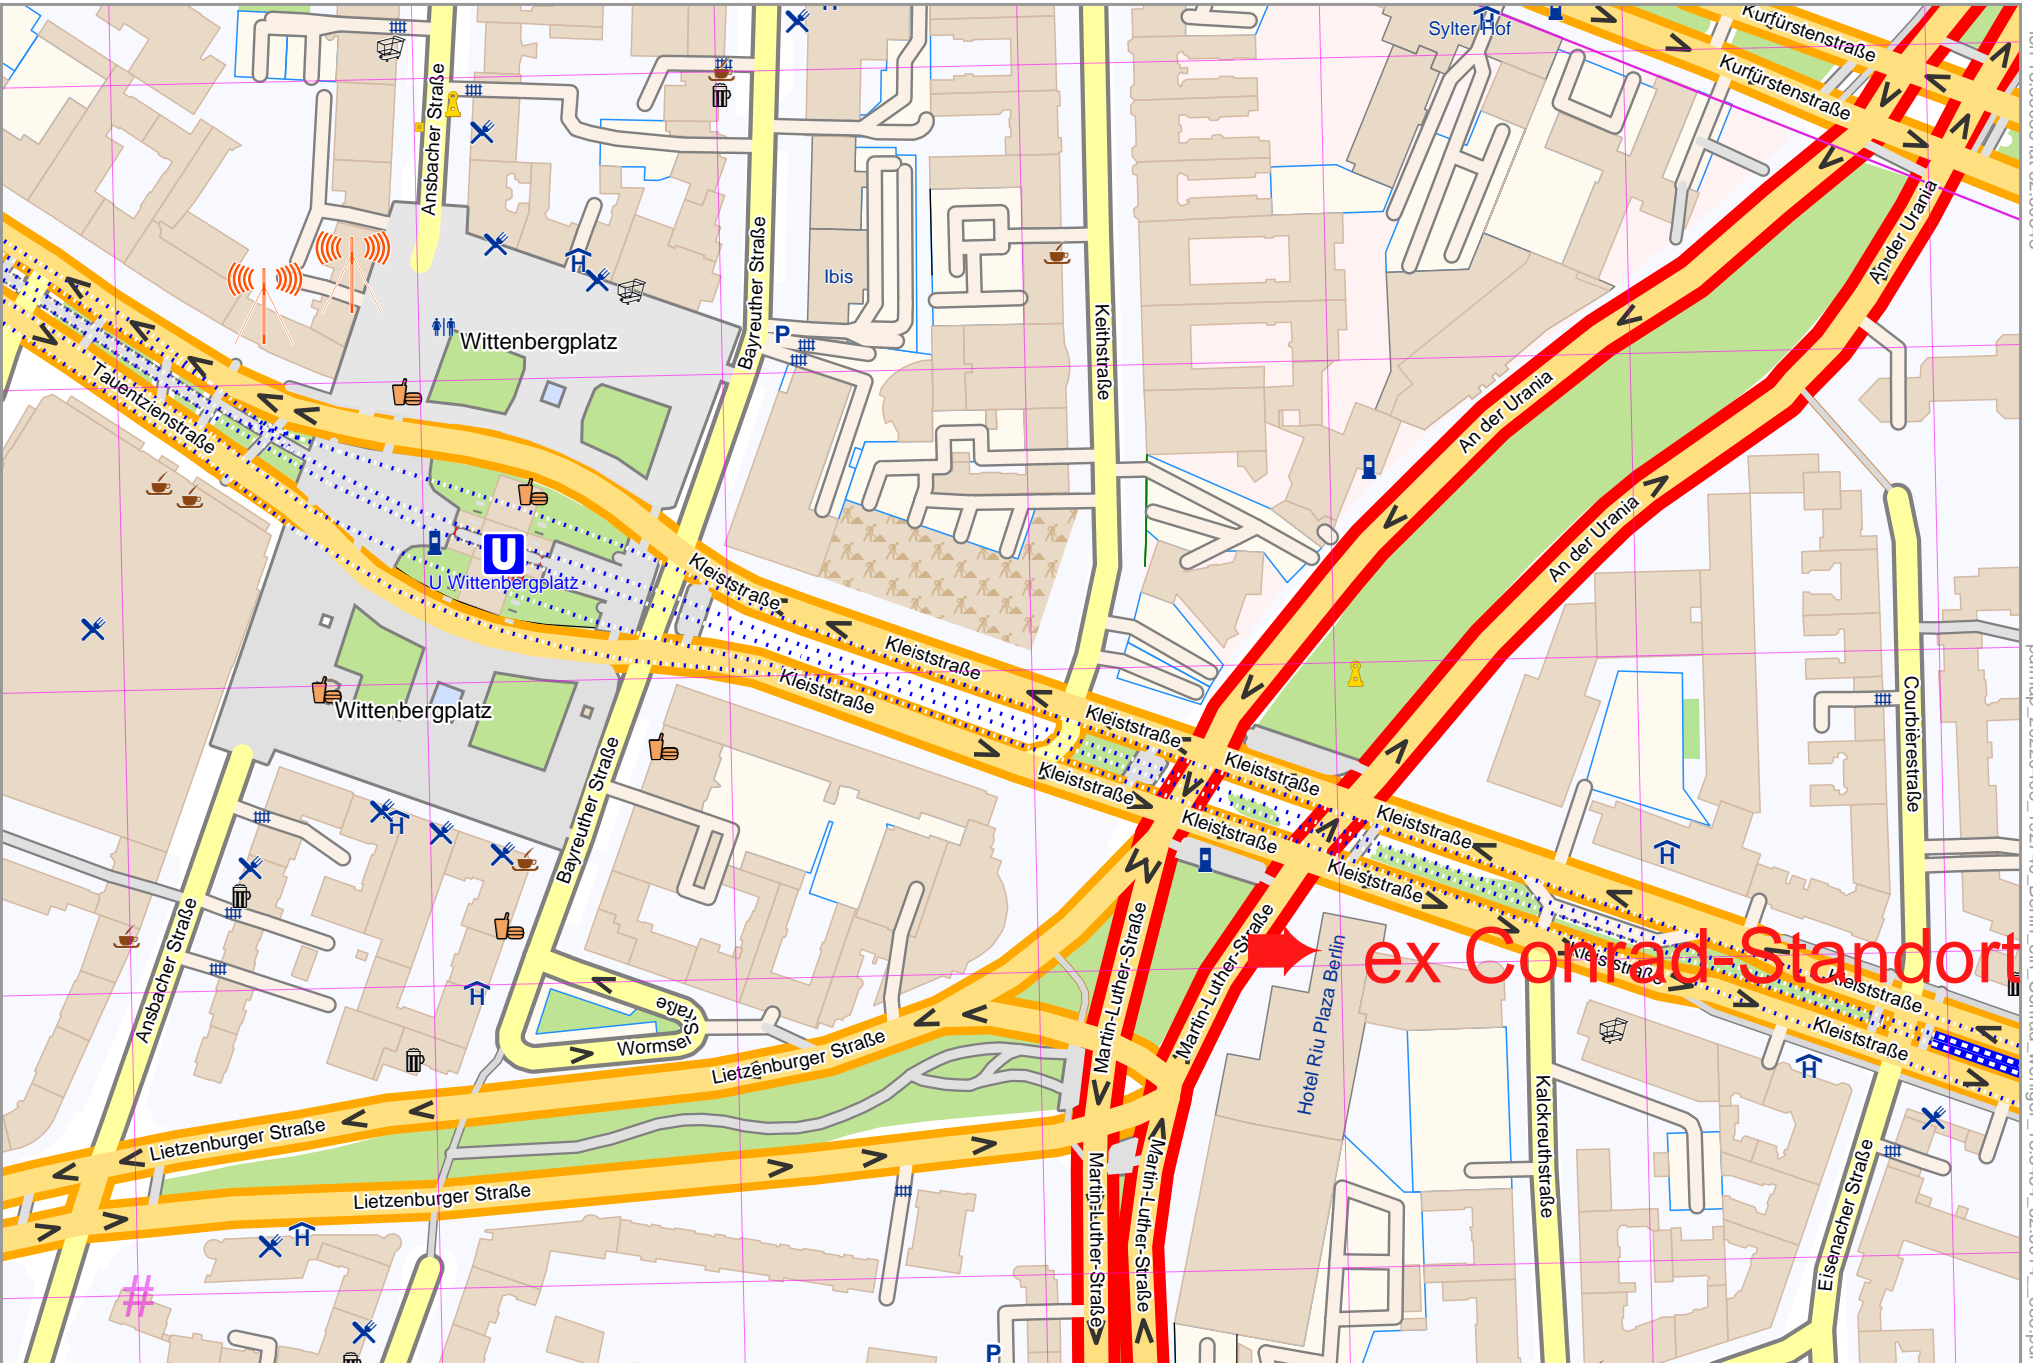 Sylter Hof
Kurfürstenstraße
Kurfürstenstraße
Ansbacher Straße
Bayreuther Straße
Ibis
An der Urania
Wittenbergplatz
P
Keithstraße
Tauentzienstraße
An der Urania
An der Urania
U
U Wittenbergplatz
Kleiststraße
Kleiststraße
Kleiststraße
Wittenbergplatz
Kleiststraße
Kleiststraße
Kleiststraße
Kleiststraße
Kleiststraße
Kleiststraße
Kleiststraße
Courbièrestraße
Bayreuther Straße
Ansbacher Straße
Martin-Luther-Straße
Martin-Luther-Straße
ex Conrad-Standort
Kleiststraße
Kleiststraße
Kleiststraße
Hotel Riu Plaza Berlin
Wormser Straße
Lietzenburger Straße
Lietzenburger Straße
Lietzenburger Straße
Martin-Luther-Straße
Martin-Luther-Straße
Kalckreuthstraße
Eisenacher Straße
#
P